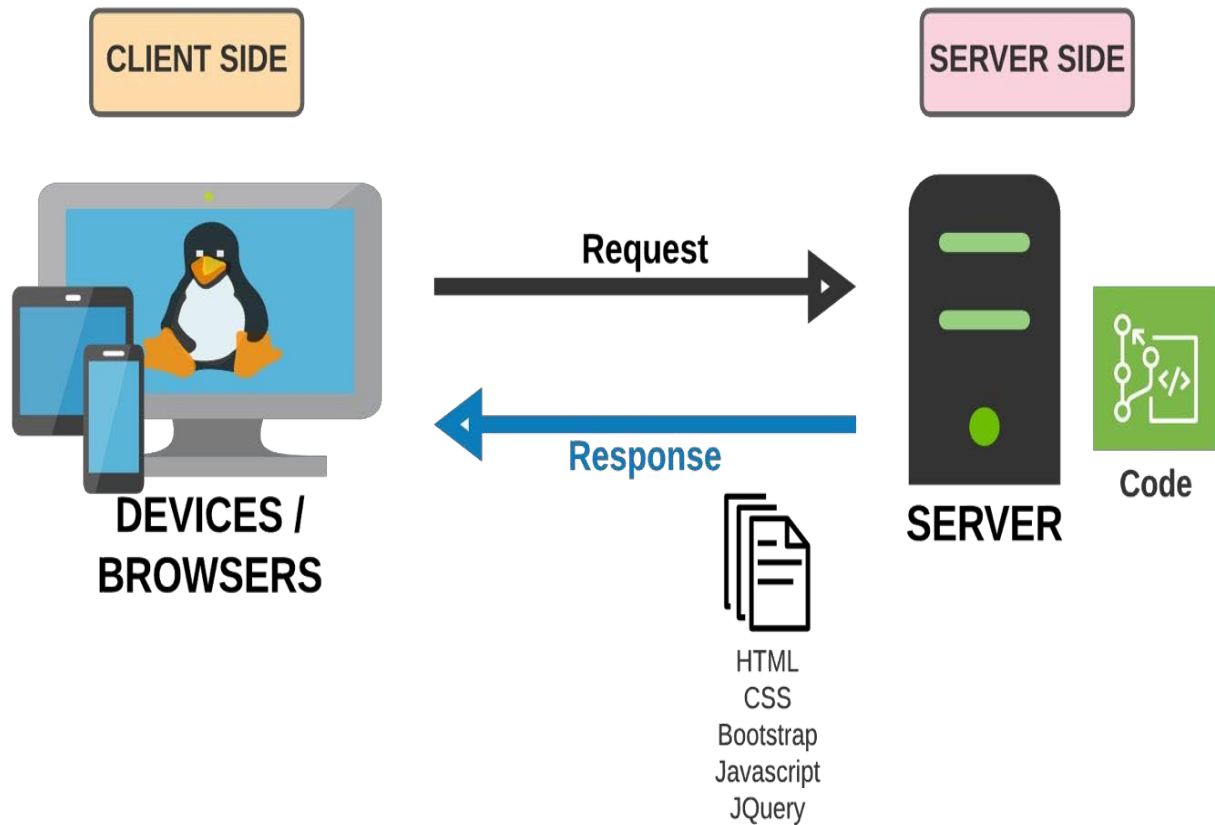 CLIENT SIDE
SERVER SIDE
Request
Response
DEVICES /
BROWSERS
SERVER
</>
Code
HTML
CSS
Bootstrap
Javascript
JQuery